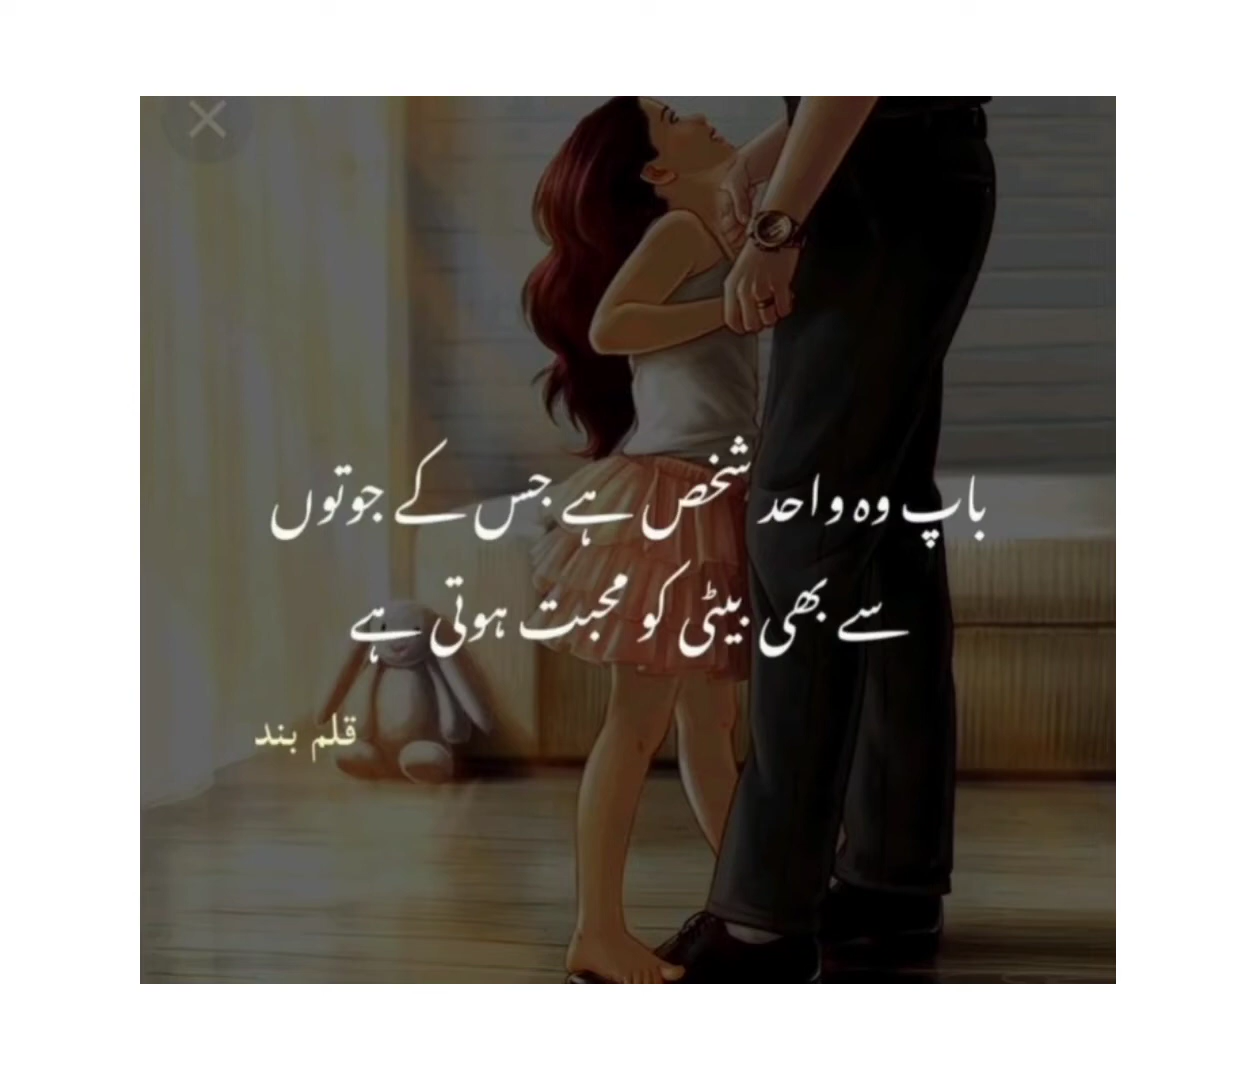 باپ وہ واحد شخص ہے جس کے جوتوں
سے بھی بیٹی کو محبت ہوتی ہے
قلم بند